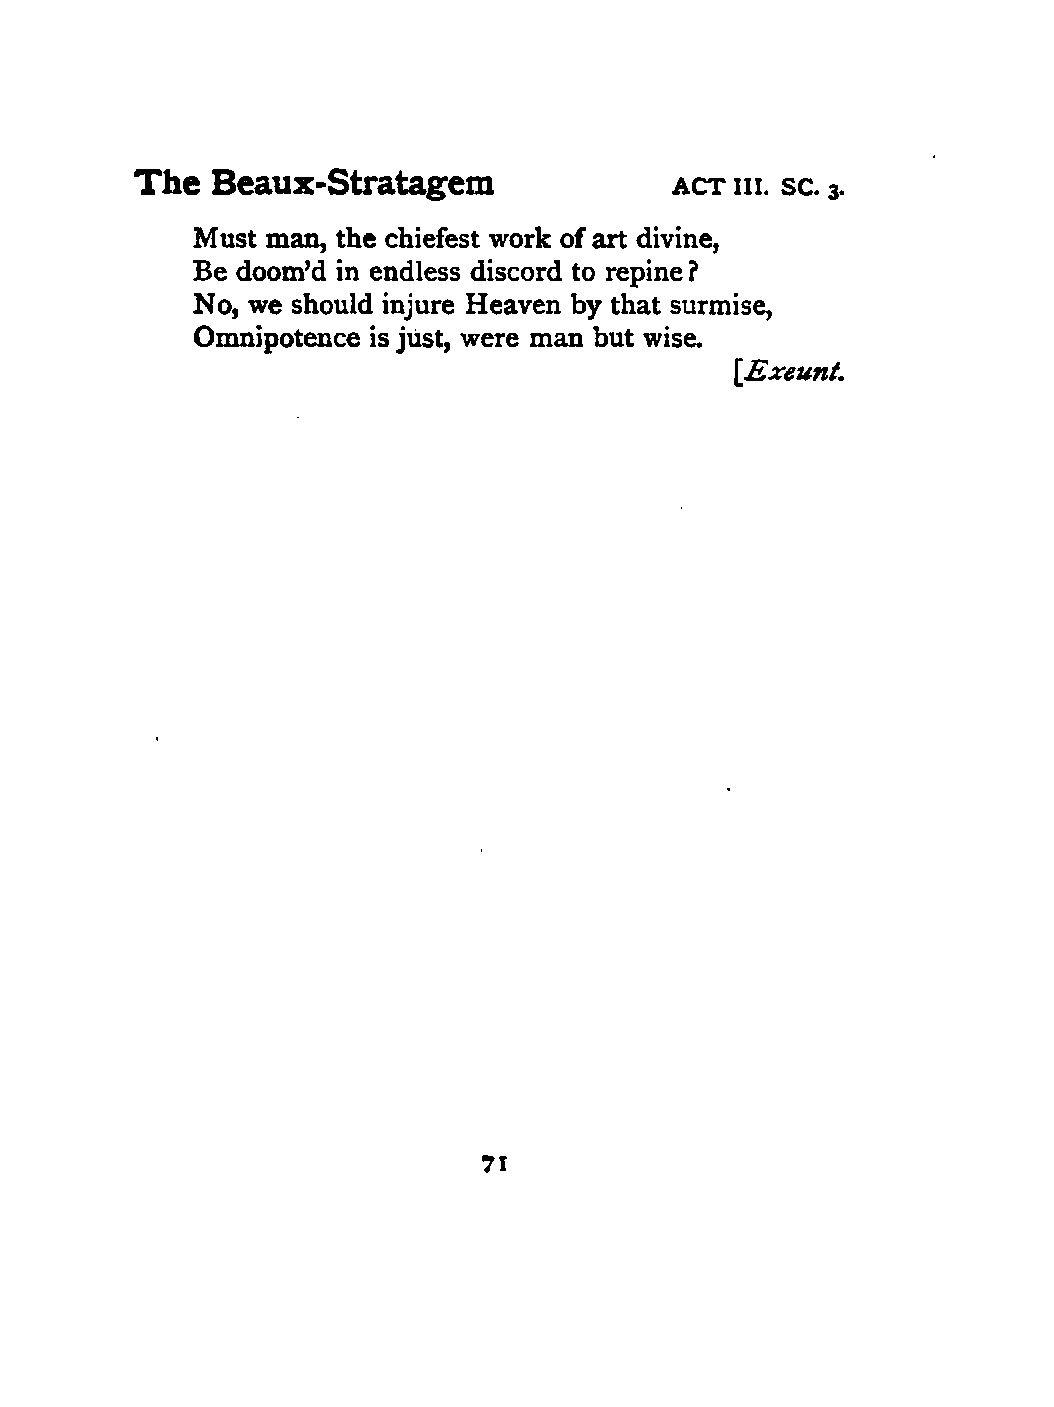 The Beaux-Stratagem ACT III. SC. 3.
Must man, the chiefest work of art divine,
Be doom'd in endless discord to repine?
No, we should injure Heaven by that surmise,
Omnipotence is just, were man but wise.
[Exeunt.
71